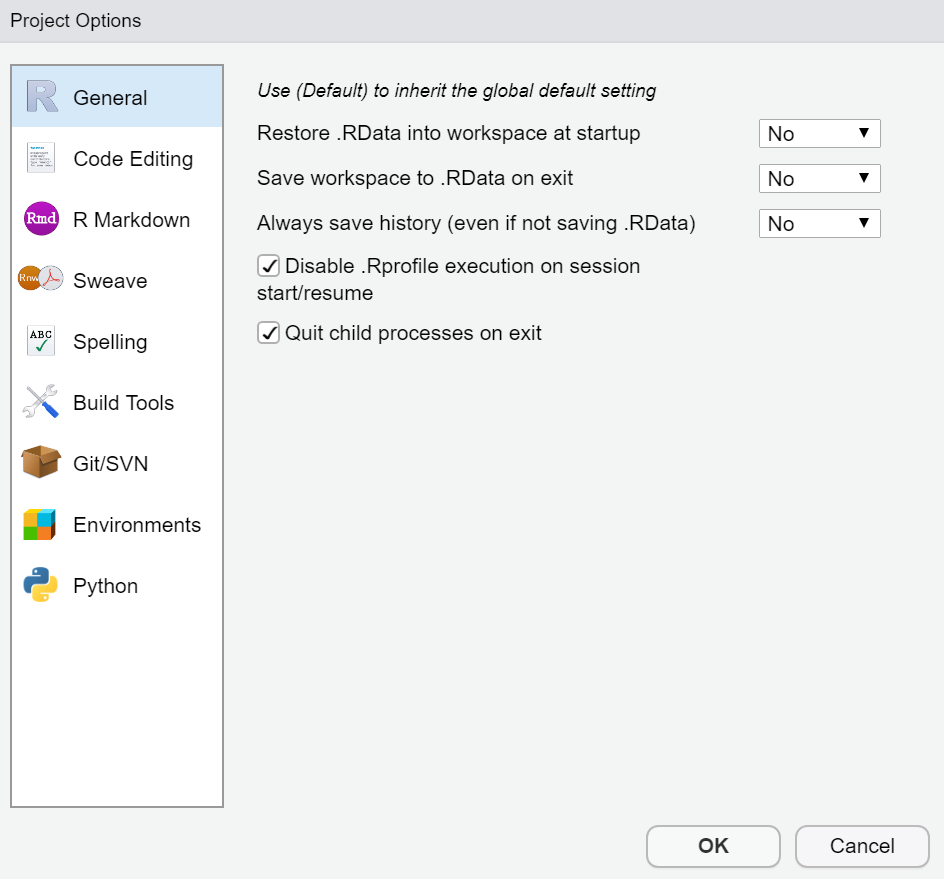 Project Options
General
Code Editing
Rmd
R Markdown
Rnw
Sweave
ABC
Spelling
Build Tools
Git/SVN
Environments
Python
Use (Default) to inherit the global default setting
Restore .RData into workspace at startup No
Save workspace to .RData on exit No
Always save history (even if not saving .RData) No
Disable .Rprofile execution on session
start/resume
Quit child processes on exit
OK Cancel